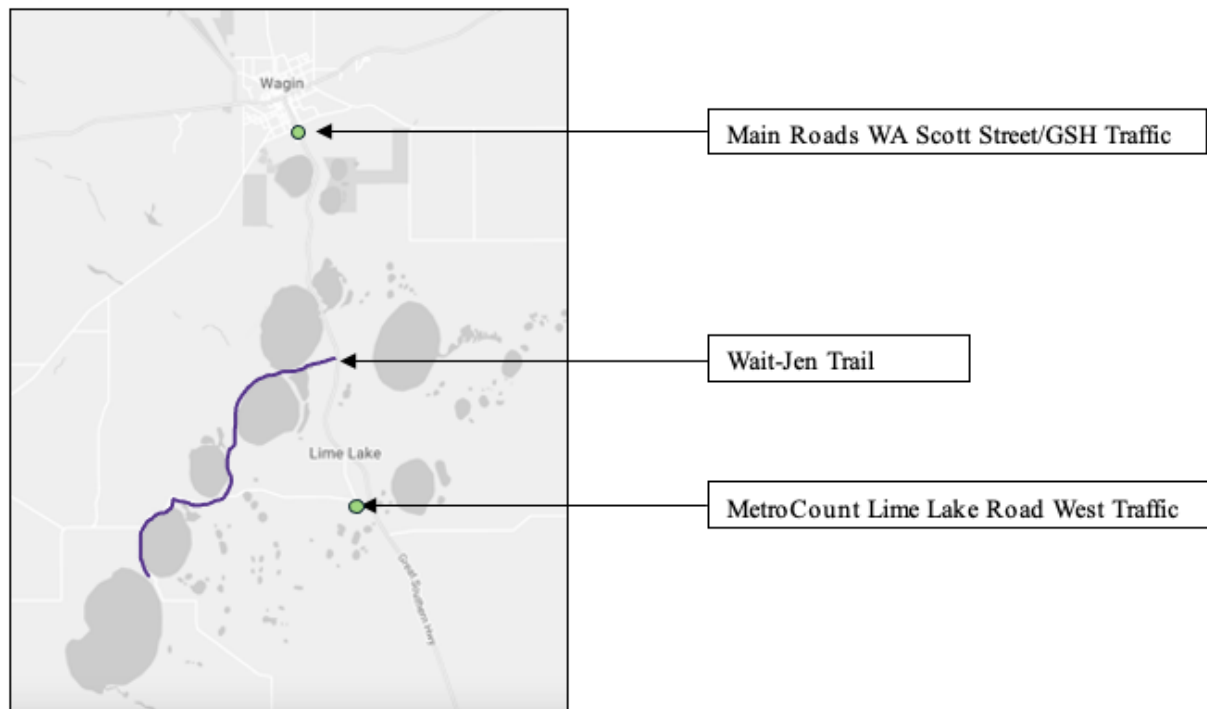 Wagin
Main Roads WA Scott Street/GSH Traffic
Wait-Jen Trail
Lime Lake
MetroCount Lime Lake Road West Traffic
Great Southern Hwy